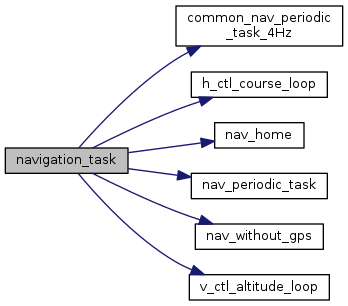 common_nav_periodic
_task_4Hz
h_ctl_course_loop
nav_home
navigation_task
nav_periodic_task
nav_without_gps
v_ctl_altitude_loop